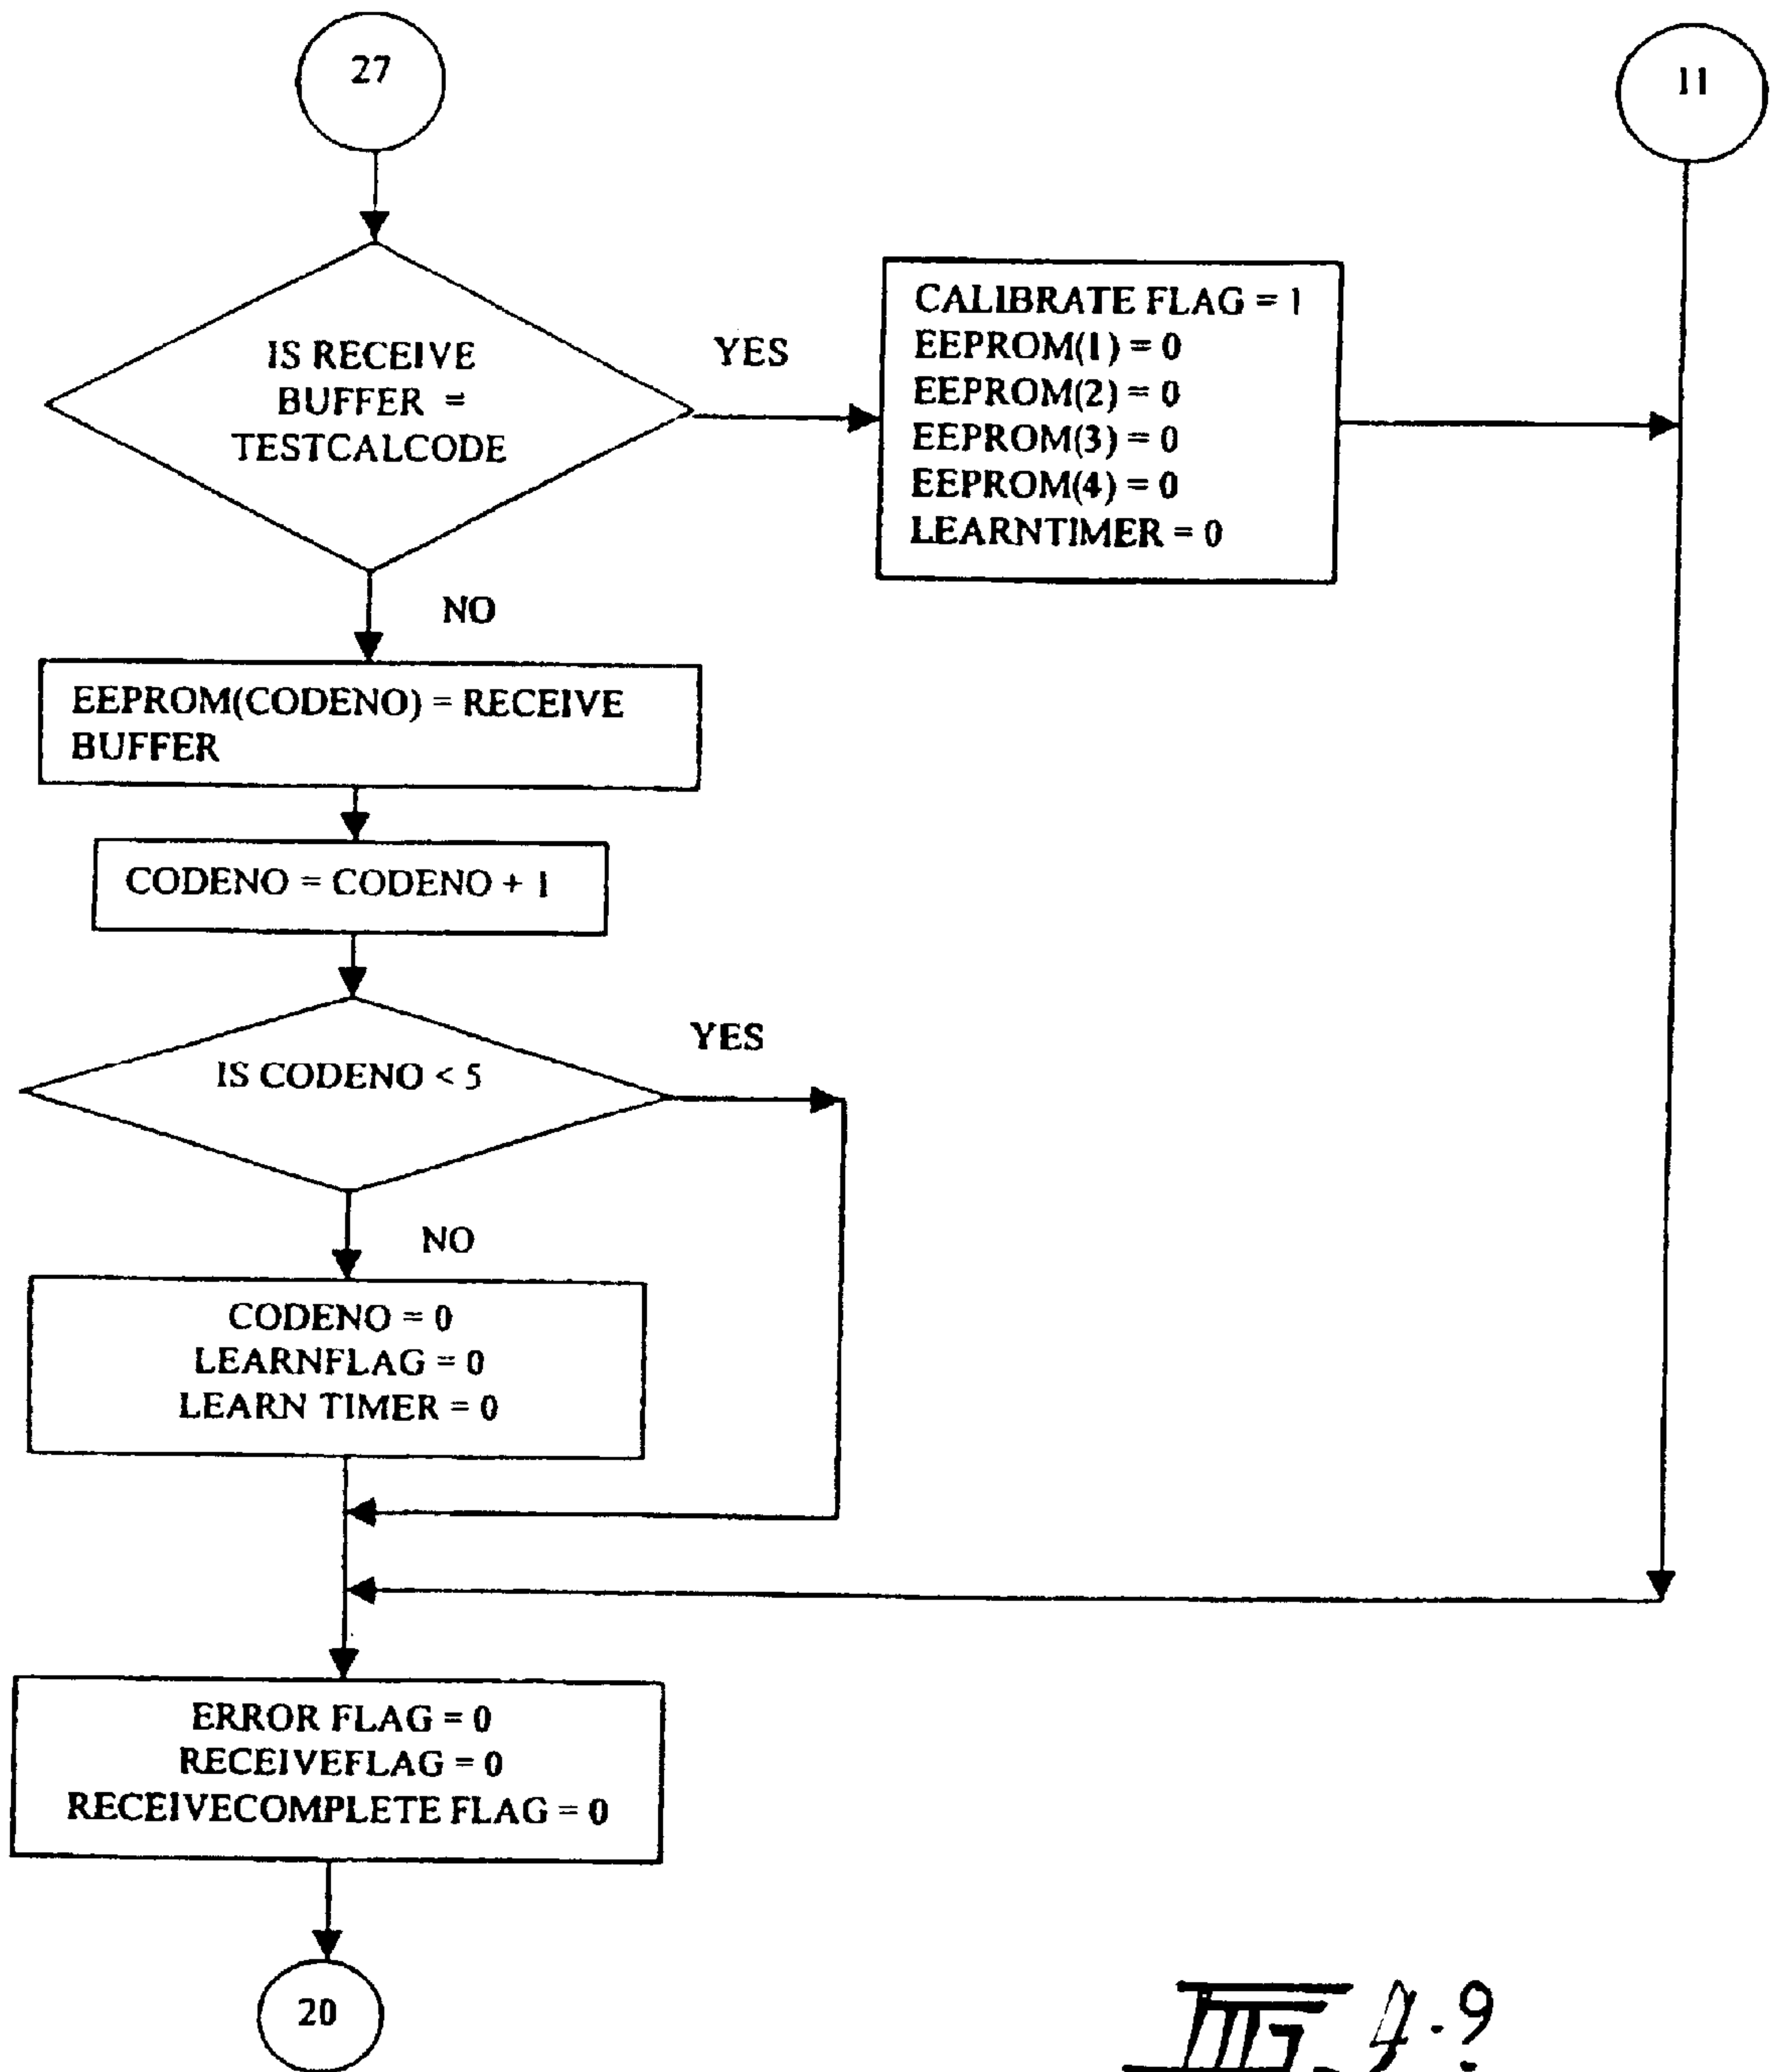 27
11
IS RECEIVE
BUFFER =
TESTCALCODE
YES
CALIBRATE FLAG = 1
EEPROM(1) = 0
EEPROM(2) = 0
EEPROM(3) = 0
EEPROM(4) = 0
LEARNTIMER = 0
NO
EEPROM(CODENO) = RECEIVE
BUFFER
CODENO = CODENO + 1
IS CODENO < 5
YES
NO
CODENO = 0
LEARNFLAG = 0
LEARN TIMER = 0
ERROR FLAG = 0
RECEIVEFLAG = 0
RECEIVECOMPLETE FLAG = 0
20